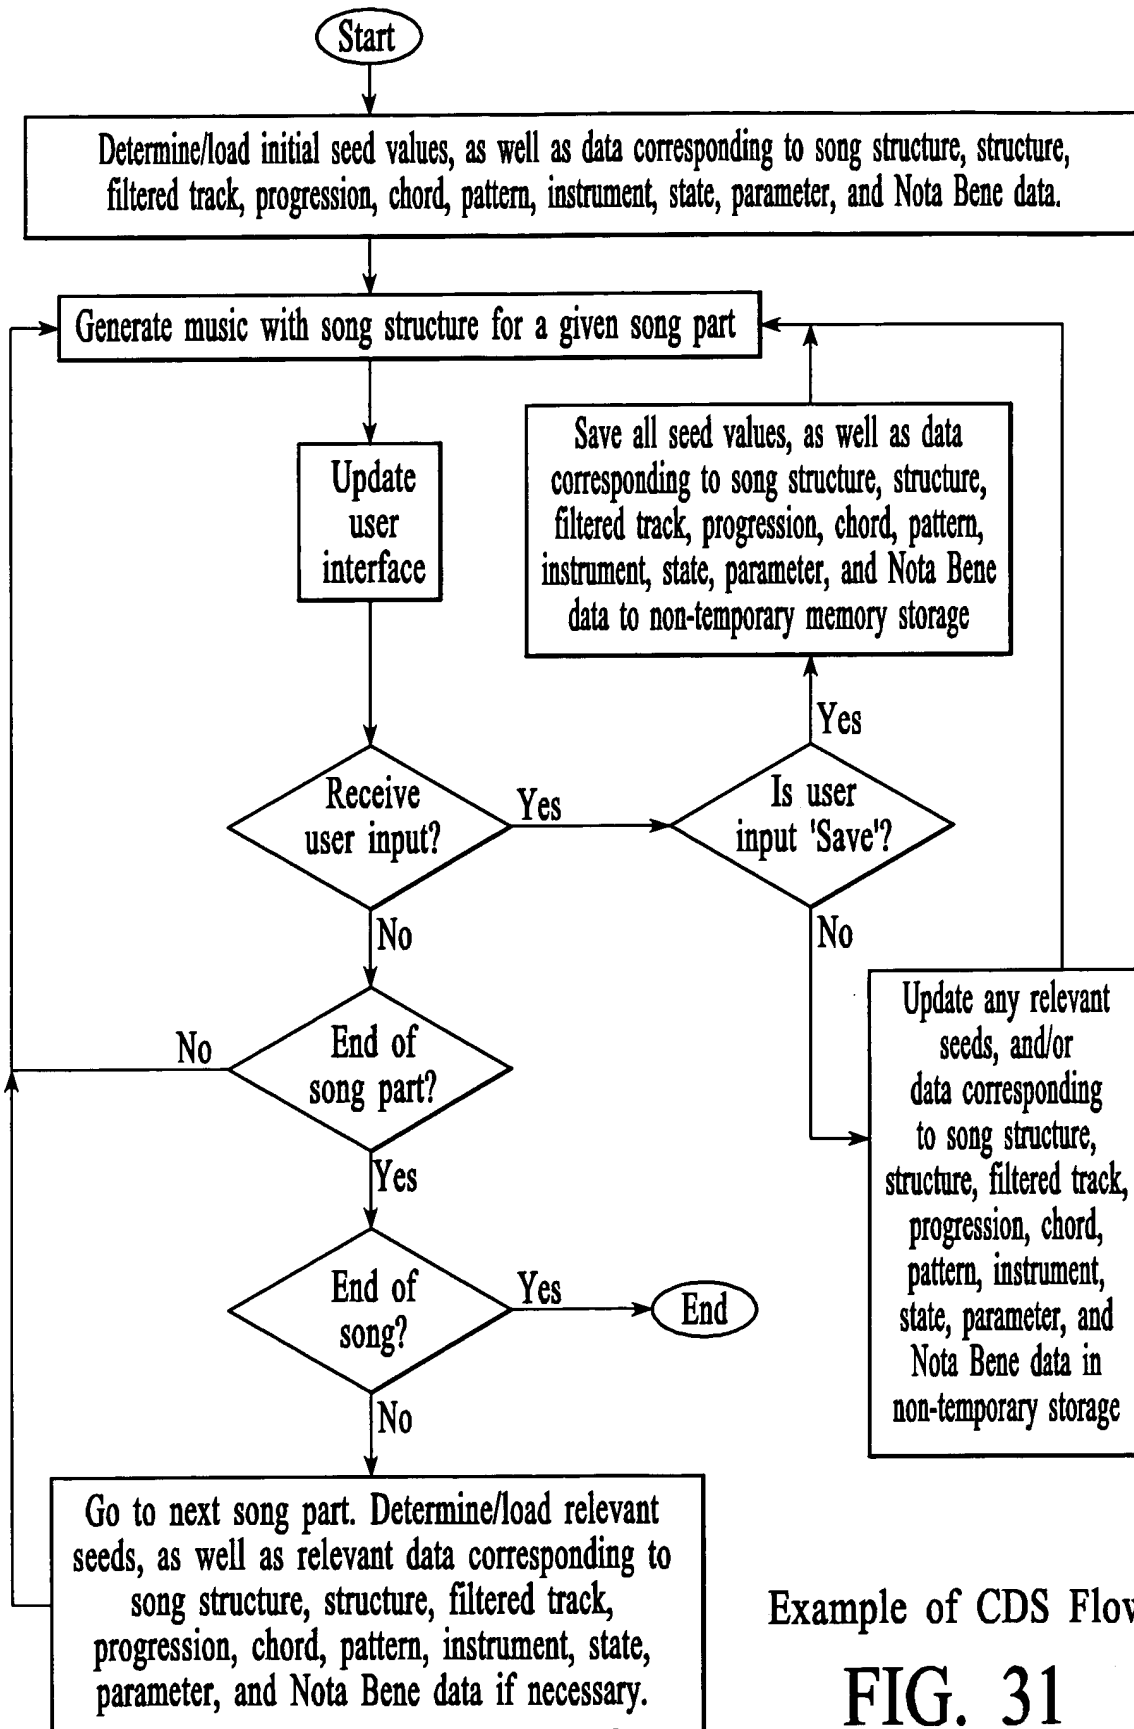 Start
Determine/load initial seed values, as well as data corresponding to song structure, structure,
filtered track, progression, chord, pattern, instrument, state, parameter, and Nota Bene data.
Generate music with song structure for a given song part
Update
user
interface
Save all seed values, as well as data
corresponding to song structure, structure,
filtered track, progression, chord, pattern,
instrument, state, parameter, and Nota Bene
data to non-temporary memory storage
Yes
Receive
user input?
Yes
Is user
input 'Save'?
No
No
Update any relevant
seeds, and/or
data corresponding
to song structure,
structure, filtered track,
progression, chord,
pattern, instrument,
state, parameter, and
Nota Bene data in
non-temporary storage
No
End of
song part?
Yes
End of
song?
Yes
End
No
Go to next song part. Determine/load relevant
seeds, as well as relevant data corresponding to
song structure, structure, filtered track,
progression, chord, pattern, instrument, state,
parameter, and Nota Bene data if necessary.
Example of CDS Flow
FIG. 31